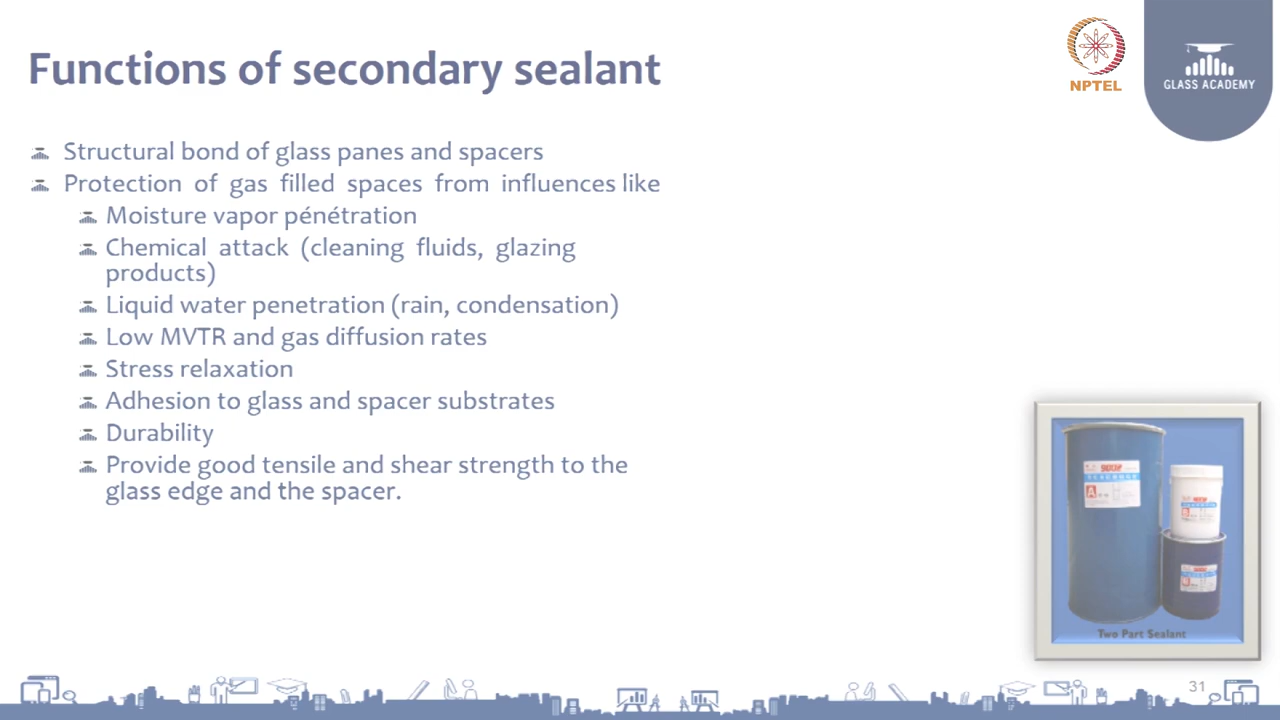 Functions of secondary sealant
NPTEL
GLASS ACADEMY
Structural bond of glass panes and spacers
Protection of gas filled spaces from influences like
Moisture vapor pénétration
Chemical attack (cleaning fluids, glazing
products)
Liquid water penetration (rain, condensation)
Low MVTR and gas diffusion rates
Stress relaxation
Adhesion to glass and spacer substrates
Durability
Provide good tensile and shear strength to the
glass edge and the spacer.
A
Two Part Sealant
31